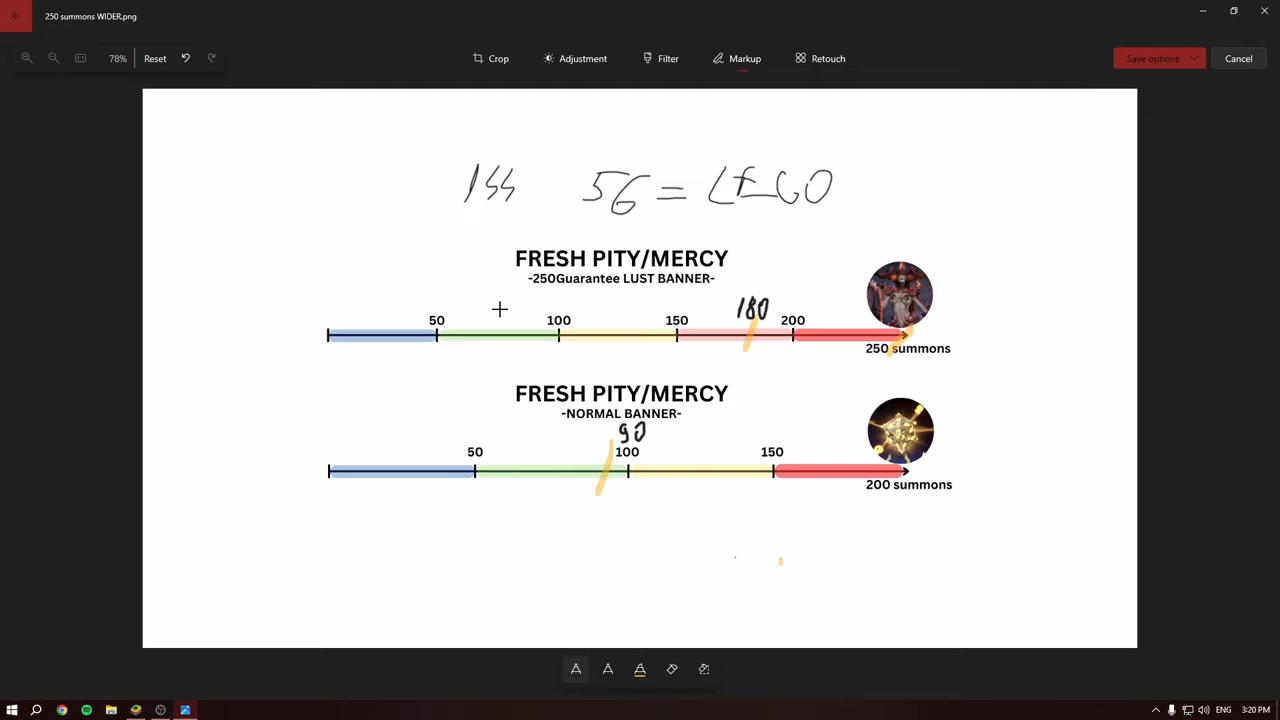 250 summons WIDER.png
78% Reset Crop Adjustment Filter Markup Retouch Save options Cancel
56 = LEGO
FRESH PITY/MERCY
-250Guarantee LUST BANNER-
180
50 100 150 200
250 summons
FRESH PITY/MERCY
-NORMAL BANNER-
90
50 100 150
200 summons
ENG 3:20 PM